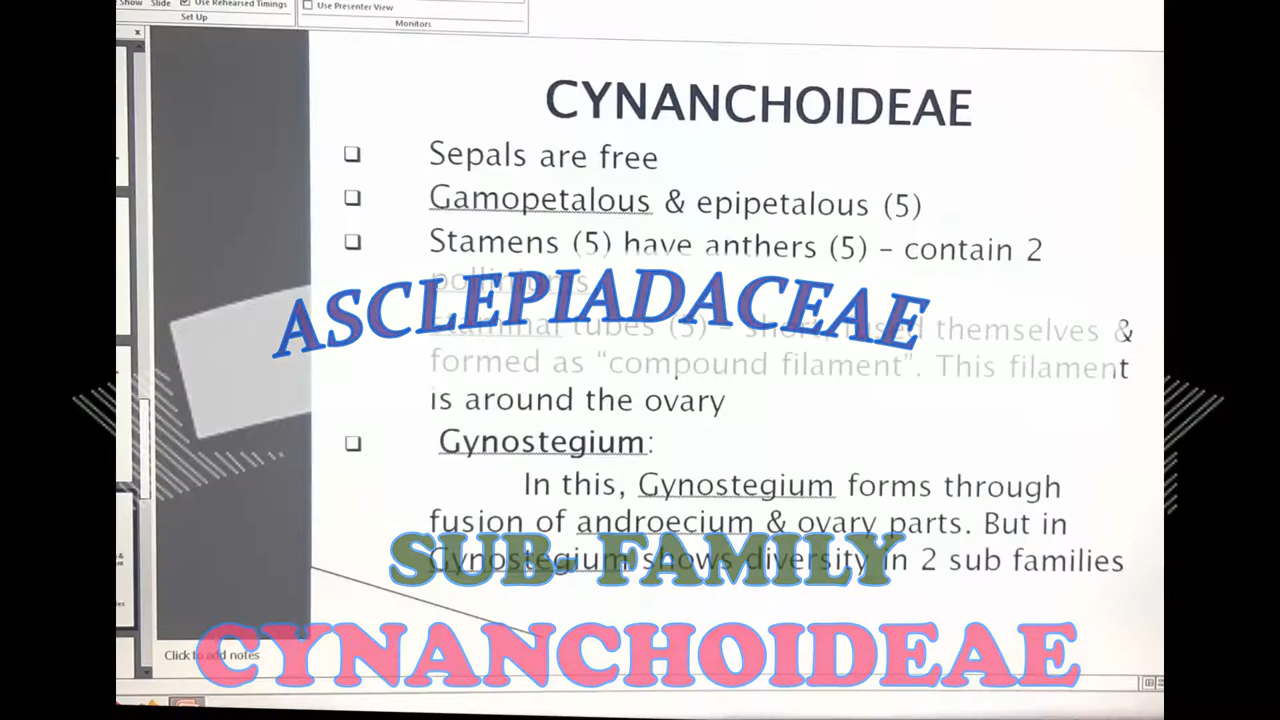 Show Slide Use Rehearsed Timings
Use Presenter View
Set Up
Monitors
CYNANCHOIDEAE
Sepals are free
Gamopetalous & epipetalous (5)
Stamens (5) have anthers (5) – contain 2
ASCLEPIADACEAE
tubes (5) – themselves &
formed as “compound filament”. This filament
is around the ovary
Gynostegium:
In this, Gynostegium forms through
fusion of androecium & ovary parts. But in
Gynostegium shows diversity in 2 sub families
SUB-FAMILY
CYNANCHOIDEAE
Click to add notes